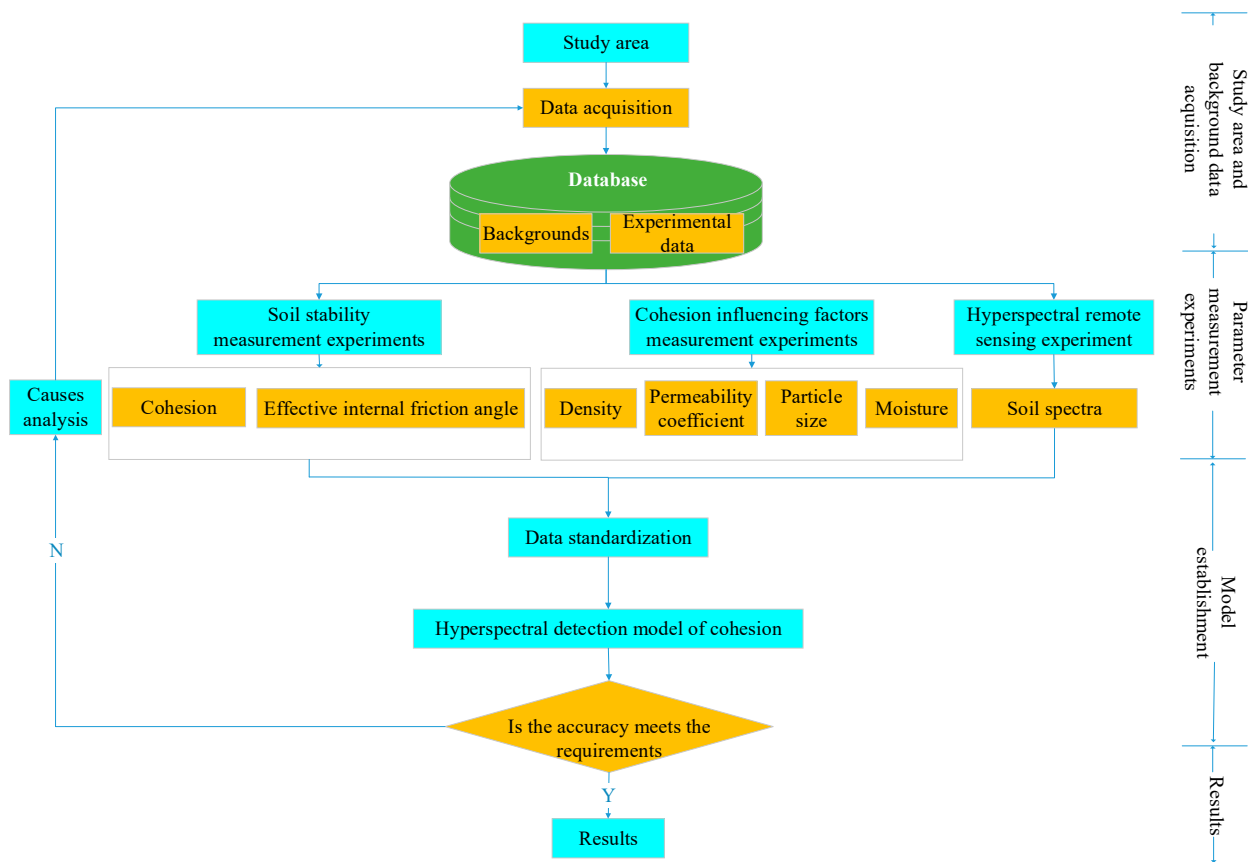 Study area
Data acquisition
Database
Backgrounds
Experimental
data
Soil stability
measurement experiments
Cohesion influencing factors
measurement experiments
Hyperspectral remote
sensing experiment
Causes
analysis
Cohesion
Effective internal friction angle
Density
Permeability
coefficient
Particle
size
Moisture
Soil spectra
N
Data standardization
Hyperspectral detection model of cohesion
Is the accuracy meets the
requirements
Y
Results
Study area and
background data
acquisition
Parameter
measurement
experiments
Model
establishment
Results